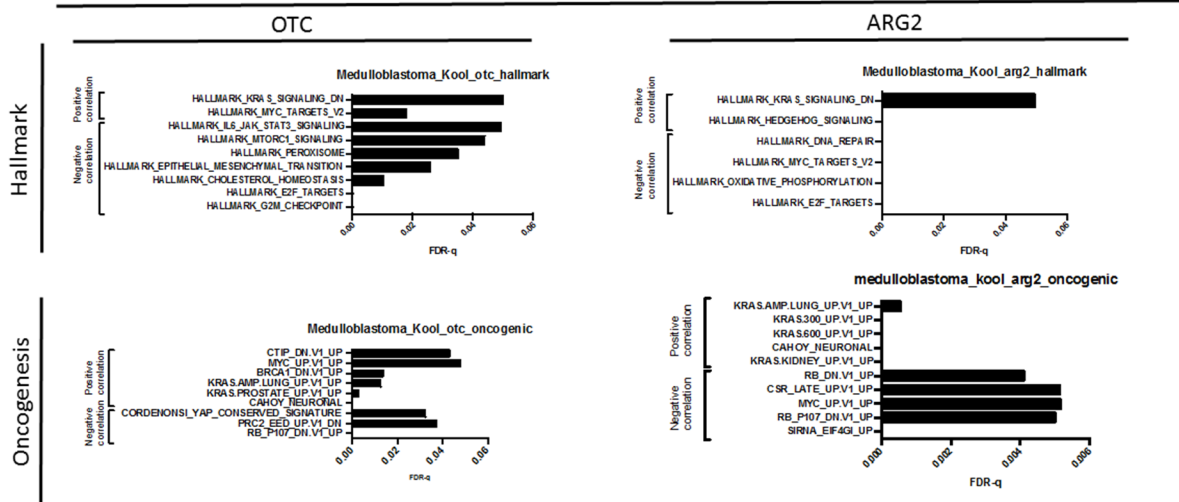 OTC
ARG2
Hallmark
Medulloblastoma_Kool_otc_hallmark
Positive correlation
Negative correlation
HALLMARK_KRAS_SIGNALING_DN
HALLMARK_MYC_TARGETS_V2
HALLMARK_IL6_JAK_STAT3_SIGNALING
HALLMARK_MTORC1_SIGNALING
HALLMARK_PEROXISOME
HALLMARK_EPITHELIAL_MESENCHYMAL_TRANSITION
HALLMARK_CHOLESTEROL_HOMEOSTASIS
HALLMARK_E2F_TARGETS
HALLMARK_G2M_CHECKPOINT
0.00 0.02 0.04 0.06
FDR-q
Medulloblastoma_Kool_arg2_hallmark
Positive correlation
Negative correlation
HALLMARK_KRAS_SIGNALING_DN
HALLMARK_HEDGEHOG_SIGNALING
HALLMARK_DNA_REPAIR
HALLMARK_MYC_TARGETS_V2
HALLMARK_OXIDATIVE_PHOSPHORYLATION
HALLMARK_E2F_TARGETS
0.00 0.02 0.04 0.06
FDR-q
Oncogenesis
Medulloblastoma_Kool_otc_oncogenic
Positive correlation
Negative correlation
CTIP_DN.V1_UP
MYC_UP.V1_UP
BRCA1_DN.V1_UP
KRAS.AMP.LUNG_UP.V1_UP
KRAS.PROSTATE_UP.V1_UP
CAHOY_NEURONAL
CORDENONSI_YAP_CONSERVED_SIGNATURE
PRC2_EED_UP.V1_DN
RB_P107_DN.V1_UP
0.00 0.02 0.04 0.06
FDR-q
medulloblastoma_kool_arg2_oncogenic
Positive correlation
Negative correlation
KRAS.AMP.LUNG_UP.V1_UP
KRAS.300_UP.V1_UP
KRAS.600_UP.V1_UP
CAHOY_NEURONAL
KRAS.KIDNEY_UP.V1_UP
RB_DN.V1_UP
CSR_LATE_UP.V1_UP
MYC_UP.V1_UP
RB_P107_DN.V1_UP
SIRNA_EIF4GI_UP
0.000 0.002 0.004 0.006
FDR-q